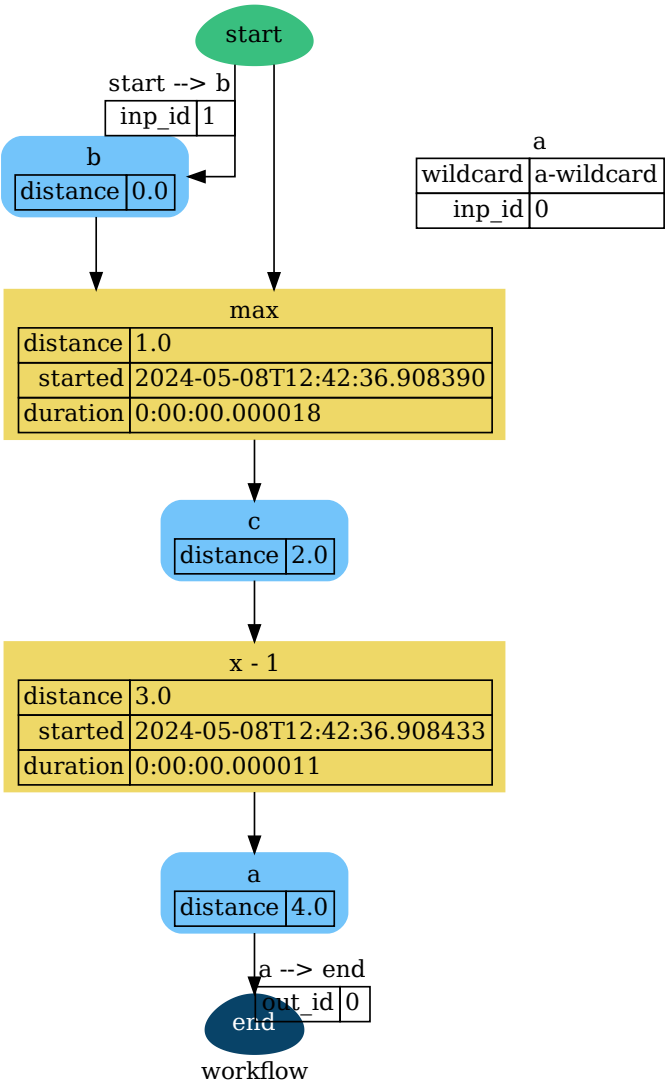 start
start --> b
inp_id 1
b
distance 0.0
a
wildcard a-wildcard
inp_id 0
max
distance 1.0
started 2024-05-08T12:42:36.908390
duration 0:00:00.000018
c
distance 2.0
x - 1
distance 3.0
started 2024-05-08T12:42:36.908433
duration 0:00:00.000011
a
distance 4.0
a --> end
out_id 0
end
workflow